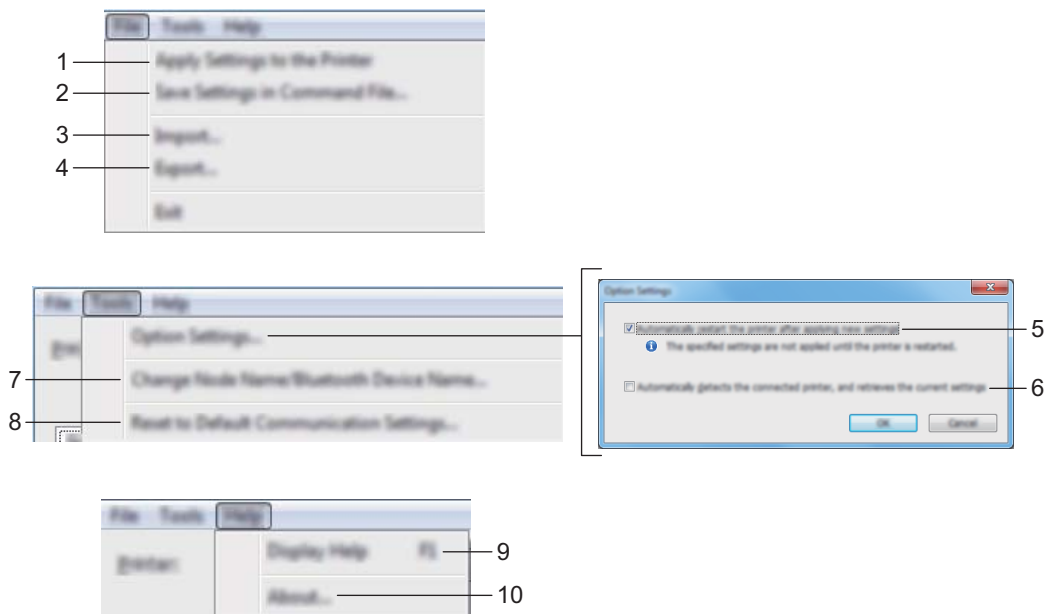 File Tools Help
1 Apply Settings to the Printer
2 Save Settings in Command File...
3 Import...
4 Export...
Exit
File Tools Help
Option Settings...
7 Change Node Name/Bluetooth Device Name...
8 Reset to Default Communication Settings...
Option Settings
Automatically restart the printer after applying new settings 5
The specified settings are not applied until the printer is restarted.
Automatically detects the connected printer, and retrieves the current settings 6
OK Cancel
File Tools Help
Printer:
Display Help F1 9
About... 10